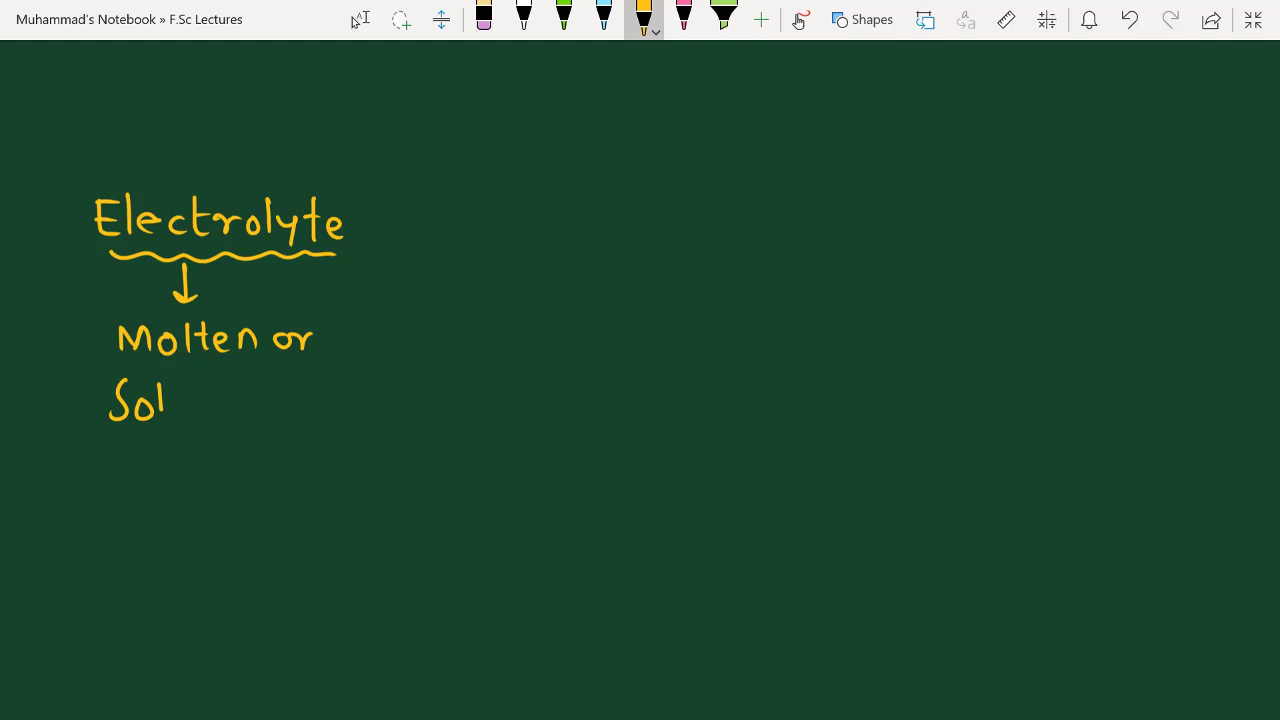 Muhammad's Notebook » F.Sc Lectures
Shapes
Electrolyte
Molten or
Sol